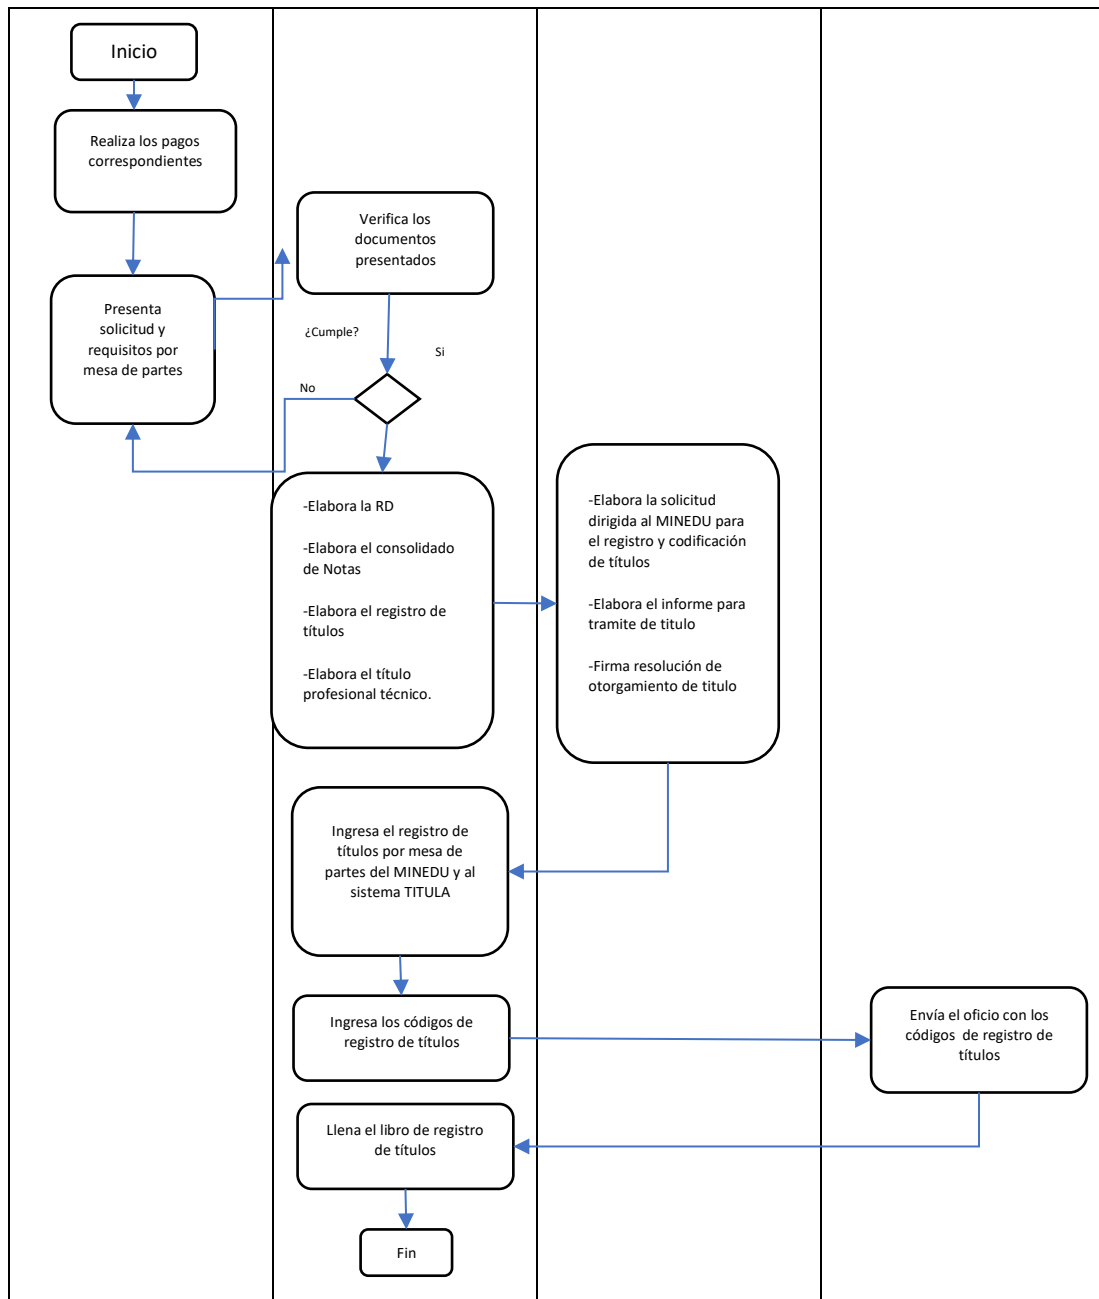 Inicio
Realiza los pagos
correspondientes
Presenta
solicitud y
requisitos por
mesa de partes
Verifica los
documentos
presentados
¿Cumple?
Si
No
-Elabora la RD
-Elabora el consolidado
de Notas
-Elabora el registro de
títulos
-Elabora el título
profesional técnico.
-Elabora la solicitud
dirigida al MINEDU para
el registro y codificación
de títulos
-Elabora el informe para
tramite de titulo
-Firma resolución de
otorgamiento de titulo
Ingresa el registro de
títulos por mesa de
partes del MINEDU y al
sistema TITULA
Ingresa los códigos de
registro de títulos
Envía el oficio con los
códigos de registro de
títulos
Llena el libro de registro
de títulos
Fin